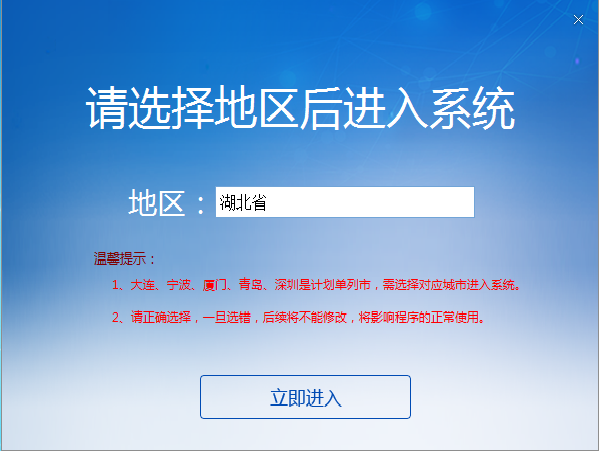 请选择地区后进入系统
地区：湖北省
温馨提示：
1、大连、宁波、厦门、青岛、深圳是计划单列市，需选择对应城市进入系统。
2、请正确选择，一旦选错，后续将不能修改，将影响程序的正常使用。
立即进入